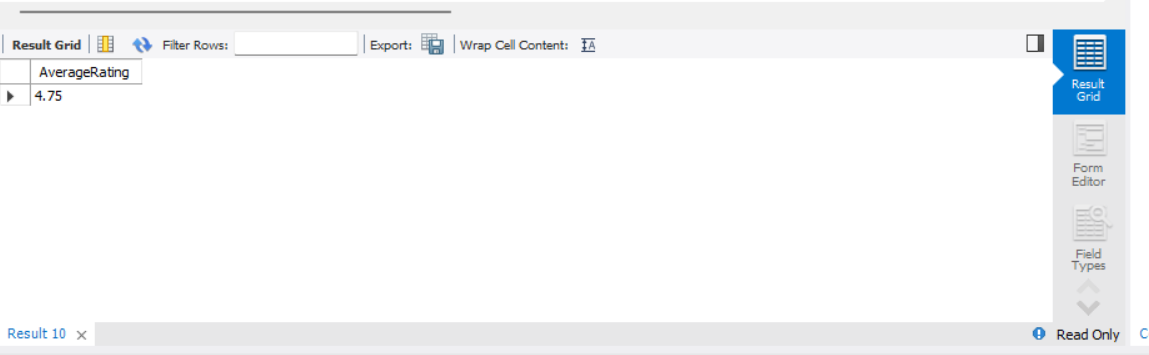 Result Grid Filter Rows: Export: Wrap Cell Content: IA
AverageRating
4.75
Result
Grid
Form
Editor
Field
Types
Result 10 ×
Read Only
C